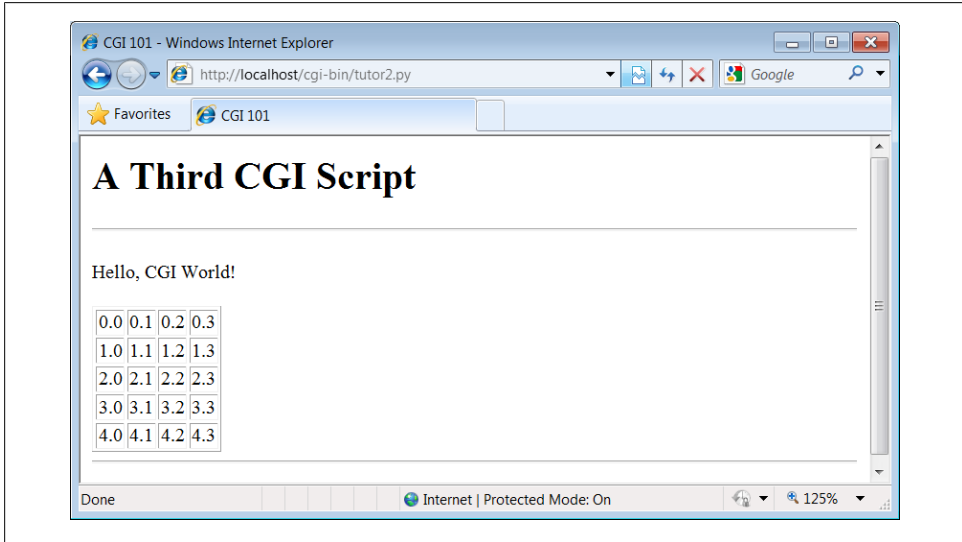 CGI 101 - Windows Internet Explorer
http://localhost/cgi-bin/tutor2.py
Google
Favorites
CGI 101
A Third CGI Script
Hello, CGI World!
0.0 0.1 0.2 0.3
1.0 1.1 1.2 1.3
2.0 2.1 2.2 2.3
3.0 3.1 3.2 3.3
4.0 4.1 4.2 4.3
Done
Internet | Protected Mode: On
125%